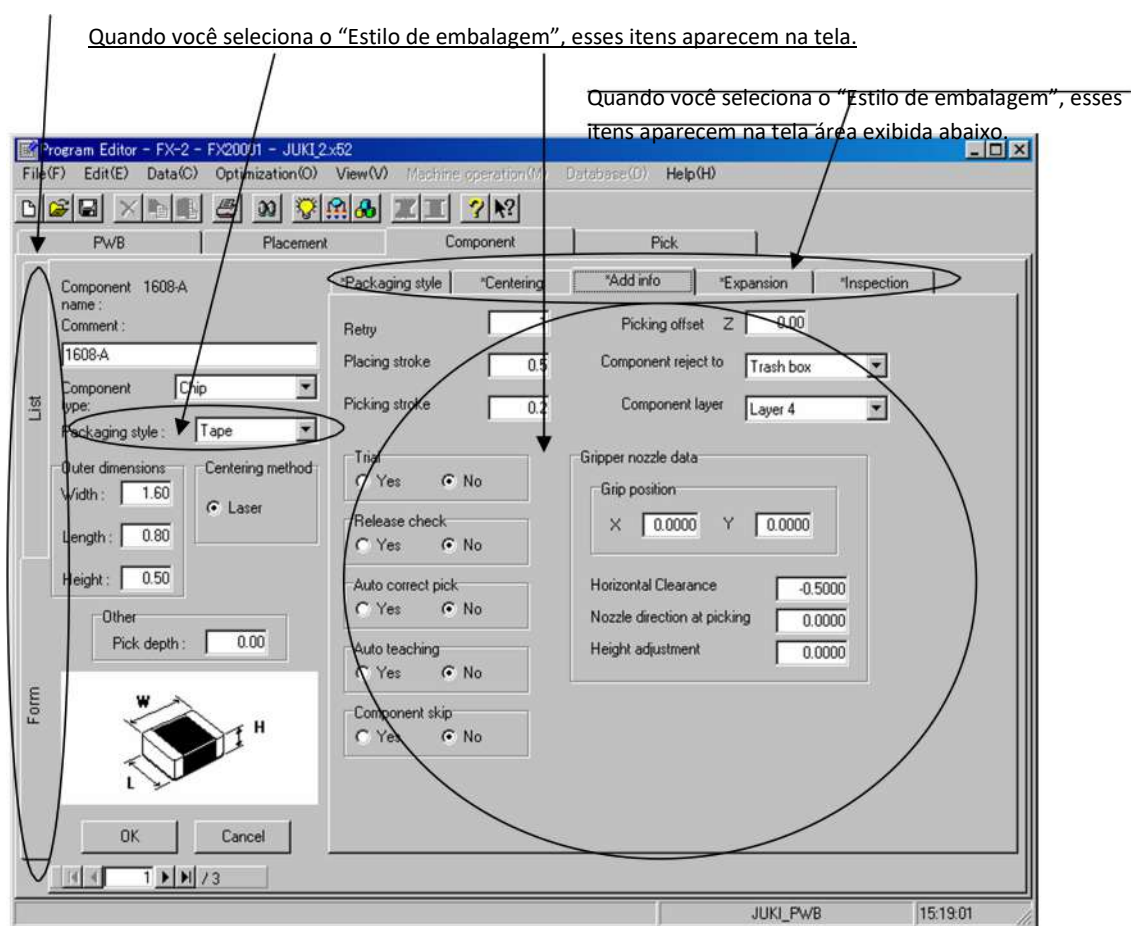 Quando você seleciona o “Estilo de embalagem”, esses itens aparecem na tela.
Quando você seleciona o “Estilo de embalagem”, esses
itens aparecem na tela área exibida abaixo.
Program Editor - FX-2 - FX20001 - JUKI_2.x52
File(F) Edit(E) Data(C) Optimization(O) View(V) Machine operation(M) Database(D) Help(H)
PWB Placement Component Pick
List
Form
Component name : 1608-A
Comment :
1608-A
Component type: Chip
Packaging style : Tape
Outer dimensions
Width : 1.60
Length : 0.80
Height : 0.50
Centering method
Laser
Other
Pick depth : 0.00
W
H
L
OK Cancel
1 / 3
*Packaging style *Centering *Add info *Expansion *Inspection
Retry
Placing stroke 0.5
Picking stroke 0.2
Picking offset Z 0.00
Component reject to Trash box
Component layer Layer 4
Trial
Yes No
Release check
Yes No
Auto correct pick
Yes No
Auto teaching
Yes No
Component skip
Yes No
Gripper nozzle data
Grip position
X 0.0000 Y 0.0000
Horizontal Clearance -0.5000
Nozzle direction at picking 0.0000
Height adjustment 0.0000
JUKI_PWB 15:19:01